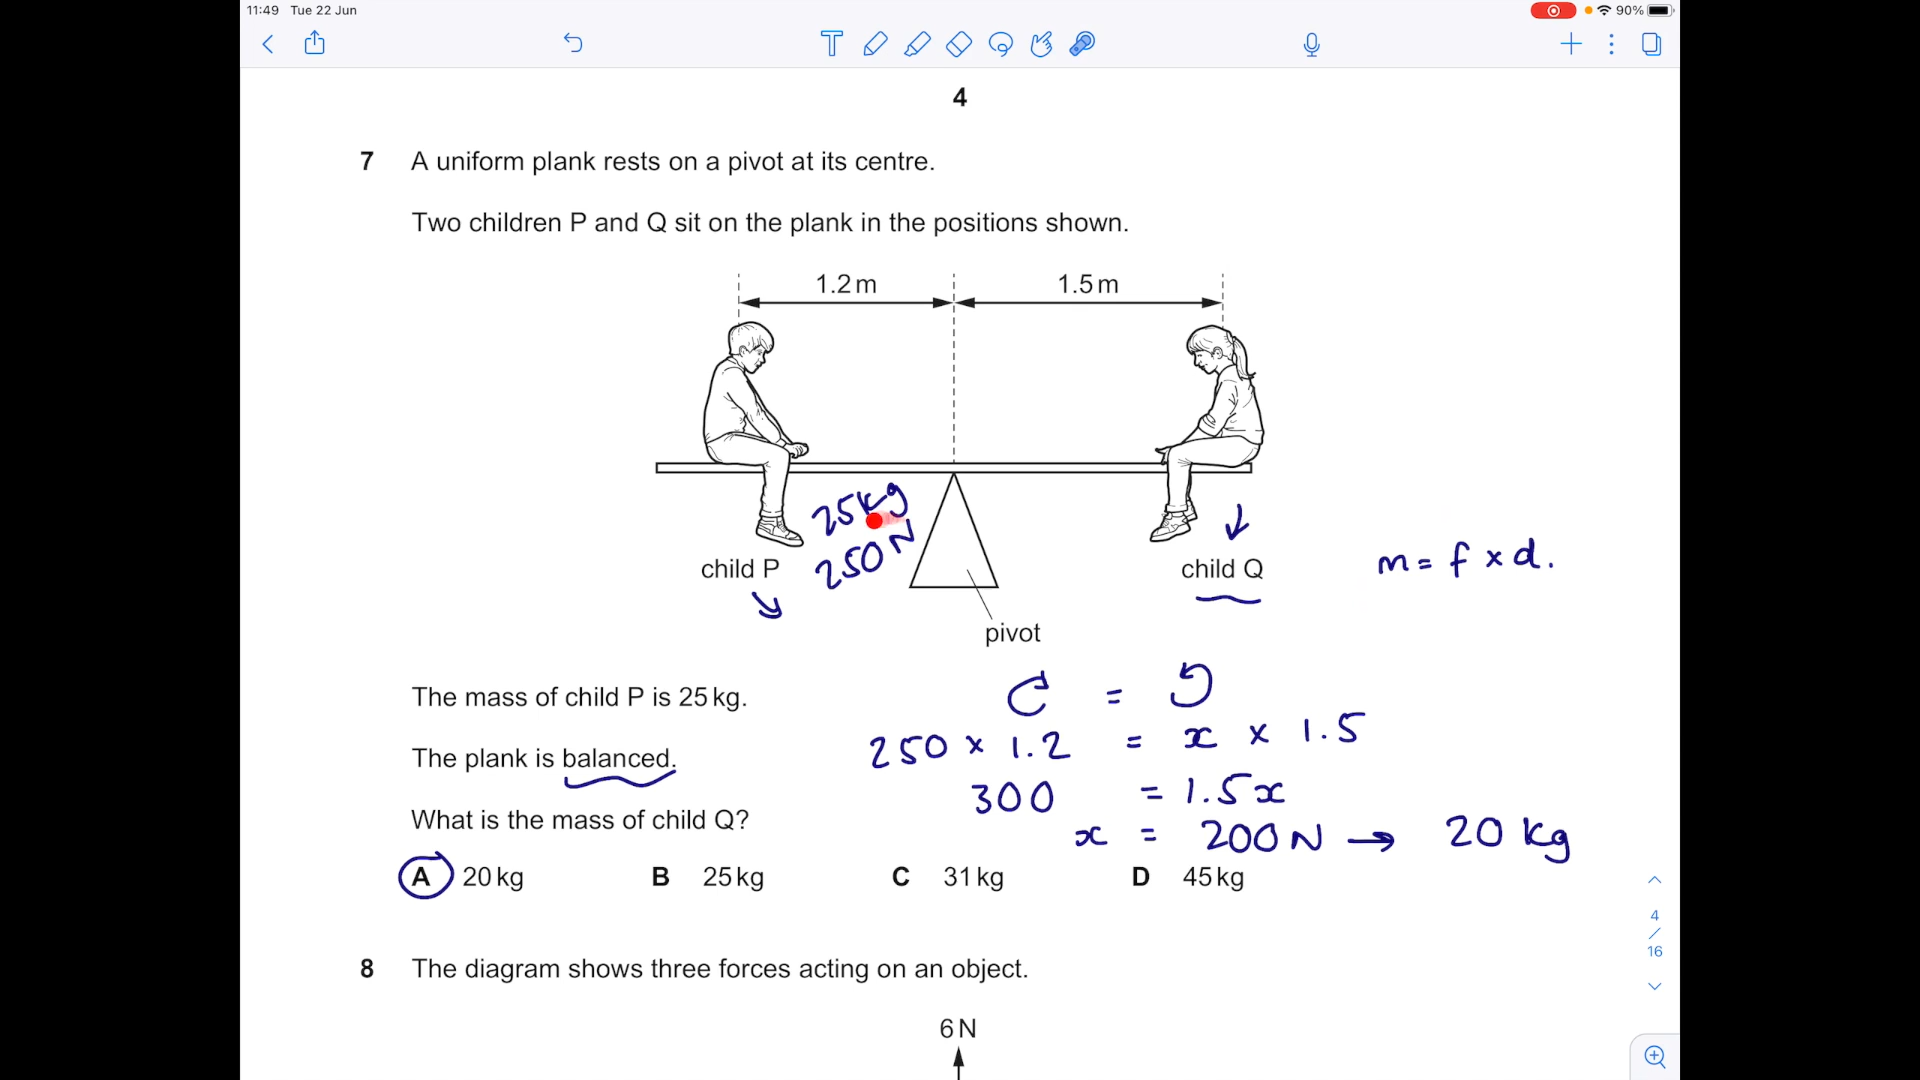 11:49 Tue 22 Jun
90%
4
7 A uniform plank rests on a pivot at its centre.
Two children P and Q sit on the plank in the positions shown.
1.2 m 1.5 m
25kg
250N
child P child Q
m = f × d.
pivot
The mass of child P is 25 kg.
=
250 × 1.2 = x × 1.5
The plank is balanced.
300 = 1.5x
What is the mass of child Q?
x = 200N → 20 kg
A 20 kg B 25 kg C 31 kg D 45 kg
4
/
16
8 The diagram shows three forces acting on an object.
6 N